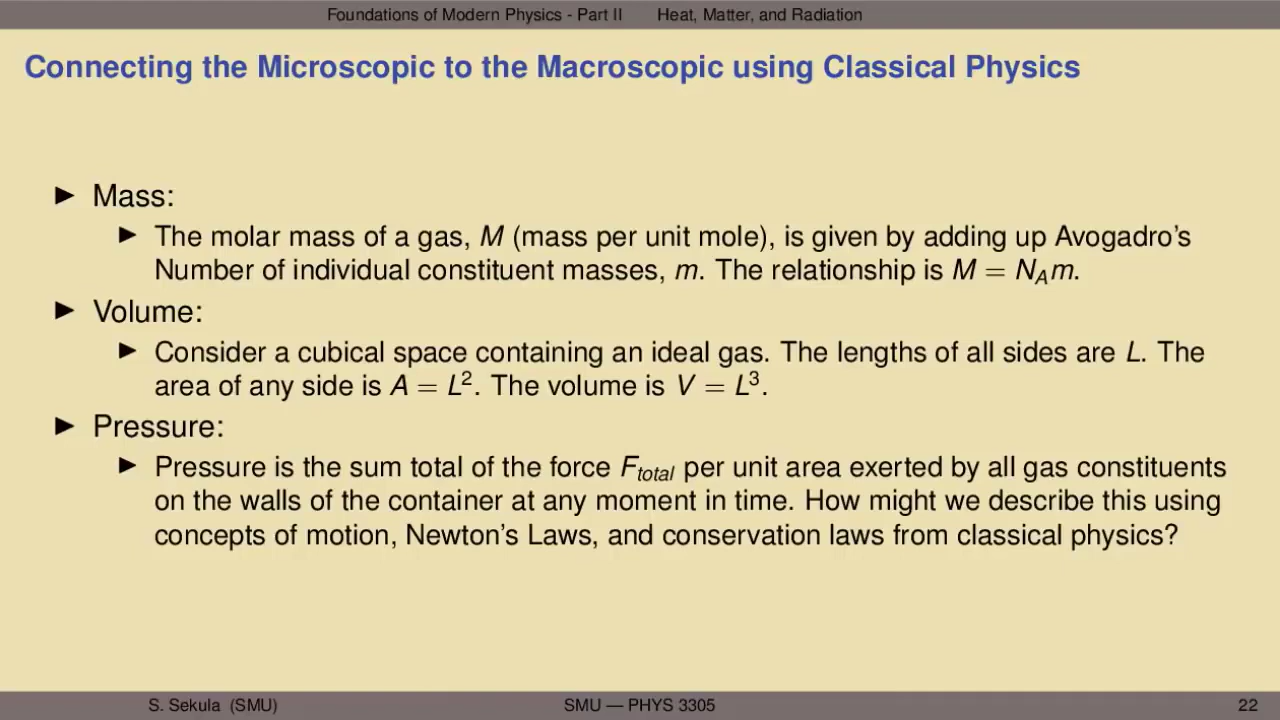 Foundations of Modern Physics - Part II Heat, Matter, and Radiation
Connecting the Microscopic to the Macroscopic using Classical Physics
▶ Mass:
▶ The molar mass of a gas, M (mass per unit mole), is given by adding up Avogadro's
Number of individual constituent masses, m. The relationship is M = N_A m.
▶ Volume:
▶ Consider a cubical space containing an ideal gas. The lengths of all sides are L. The
area of any side is A = L². The volume is V = L³.
▶ Pressure:
▶ Pressure is the sum total of the force F_total per unit area exerted by all gas constituents
on the walls of the container at any moment in time. How might we describe this using
concepts of motion, Newton's Laws, and conservation laws from classical physics?
S. Sekula (SMU) SMU — PHYS 3305 22